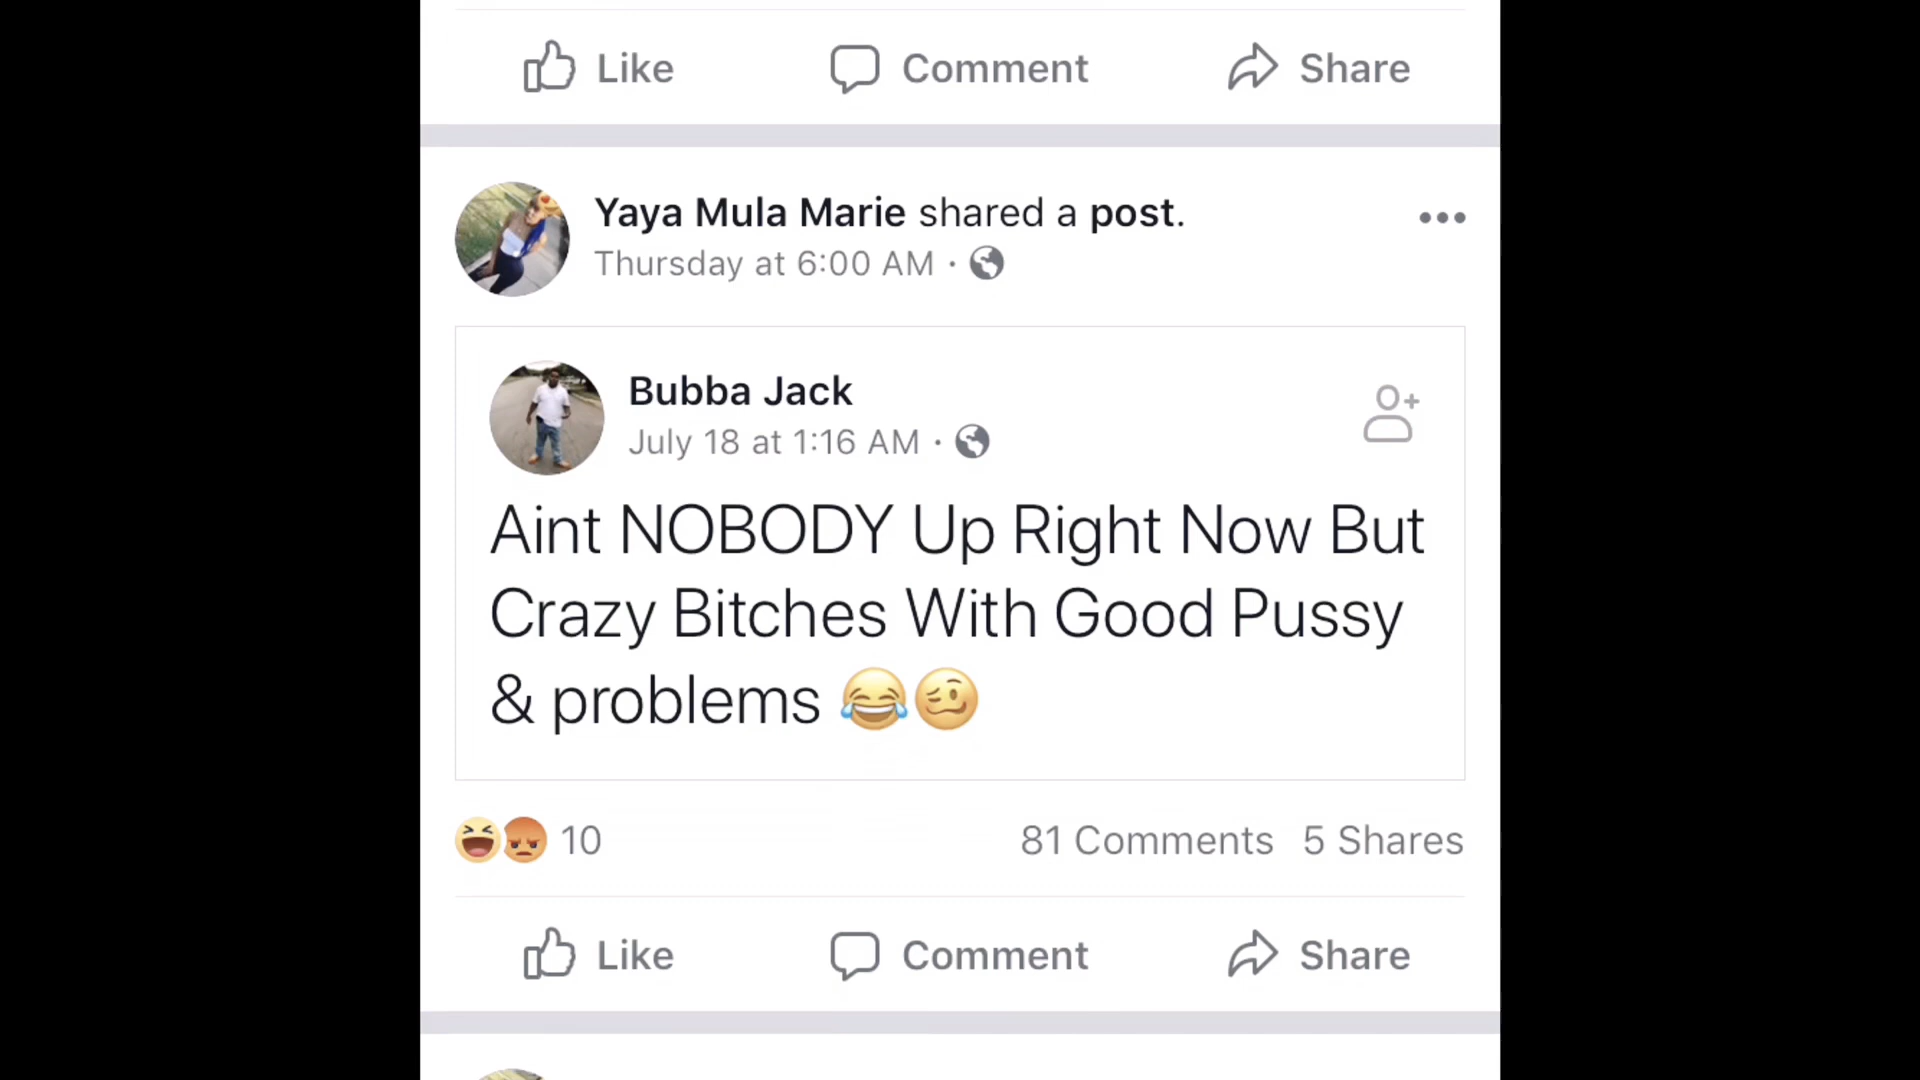 Like Comment Share
Yaya Mula Marie shared a post.
Thursday at 6:00 AM ·
Bubba Jack
July 18 at 1:16 AM ·
Aint NOBODY Up Right Now But
Crazy Bitches With Good Pussy
& problems 😂🥴
10 81 Comments 5 Shares
Like Comment Share